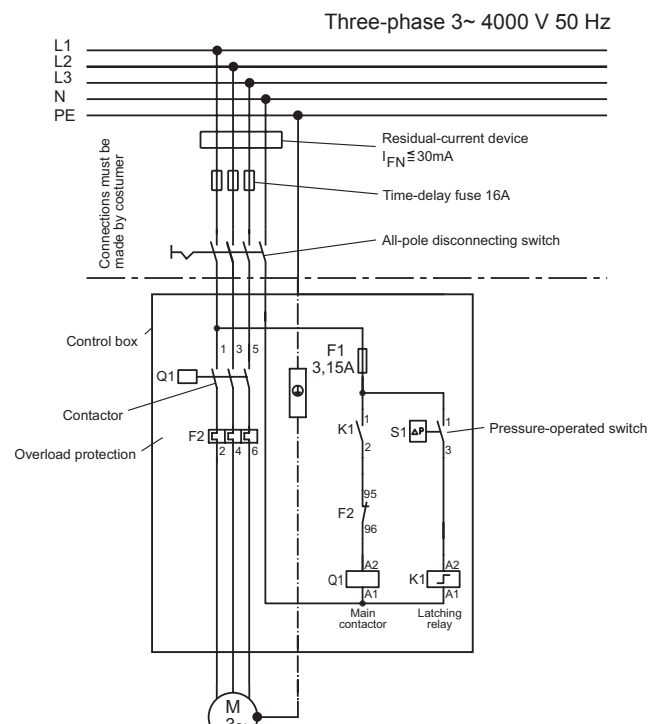 Three-phase 3~ 4000 V 50 Hz
L1
L2
L3
N
PE
Connections must be
made by costumer
Residual-current device
IFN≦30mA
Time-delay fuse 16A
All-pole disconnecting switch
Control box
1 3 5
Q1
Contactor
F2
2 4 6
Overload protection
F1
3,15A
K1
1
2
S1
ΔP
1
3
Pressure-operated switch
95
F2
96
A2
Q1
A1
Main
contactor
A2
K1
A1
Latching
relay
M
3~